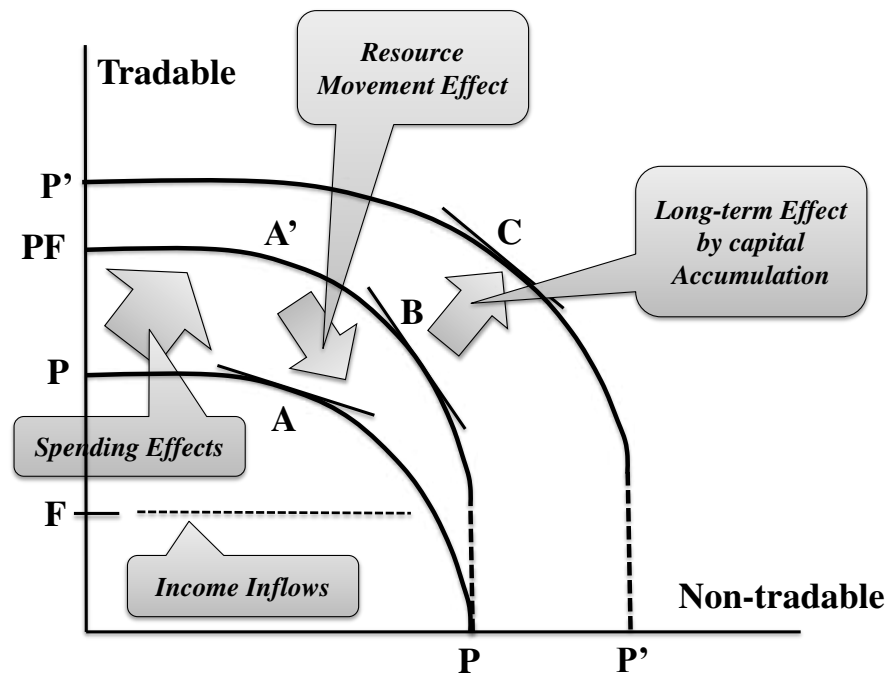 Resource
Movement Effect
Tradable
P’
A’
C
Long-term Effect
by capital
Accumulation
PF
B
P
A
Spending Effects
F
Income Inflows
Non-tradable
P
P’